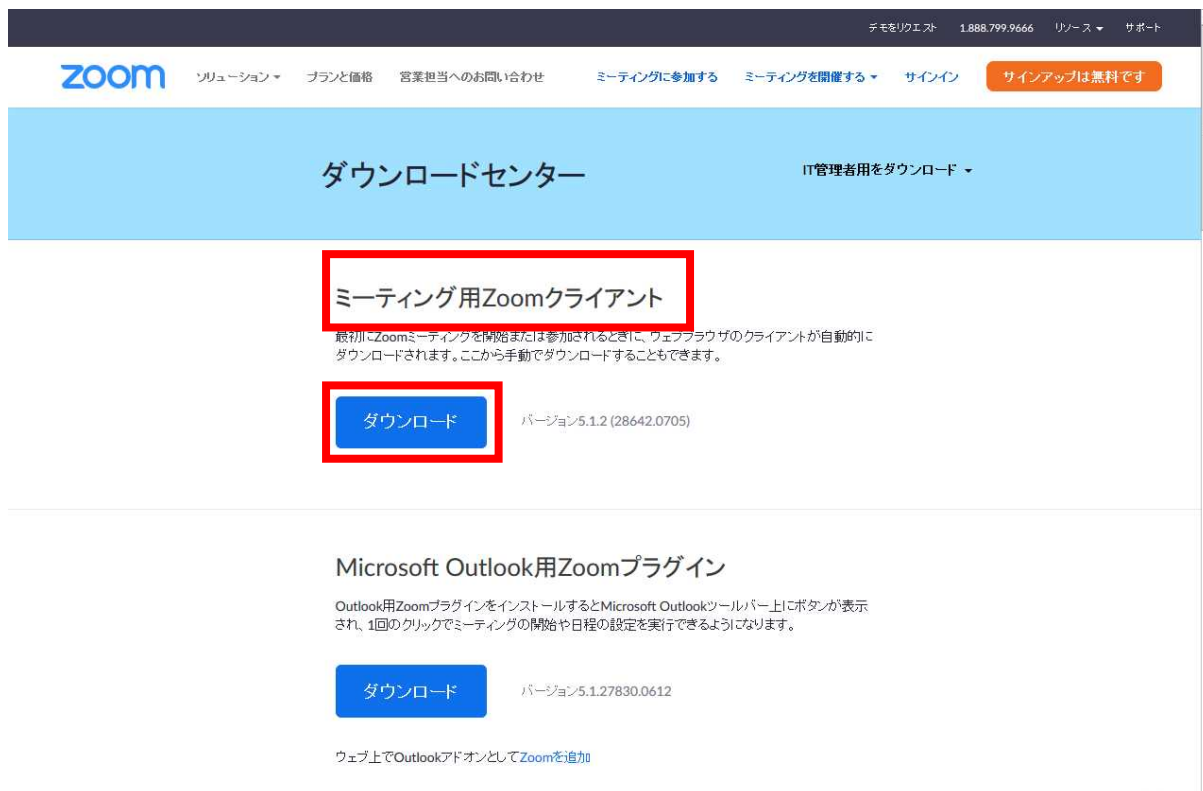 デモをリクエスト 1.888.799.9666 リソース サポート
zoom ソリューション プランと価格 営業担当へのお問い合わせ ミーティングに参加する ミーティングを開催する サインイン サインアップは無料です
ダウンロードセンター IT管理者用をダウンロード
ミーティング用Zoomクライアント
最初にZoomミーティングを開始または参加されるときに、ウェブブラウザのクライアントが自動的に
ダウンロードされます。ここから手動でダウンロードすることもできます。
ダウンロード バージョン5.1.2 (28642.0705)
Microsoft Outlook用Zoomプラグイン
Outlook用ZoomプラグインをインストールするとMicrosoft Outlookツールバー上にボタンが表示
され、1回のクリックでミーティングの開始や日程の設定を実行できるようになります。
ダウンロード バージョン5.1.27830.0612
ウェブ上でOutlookアドオンとしてZoomを追加